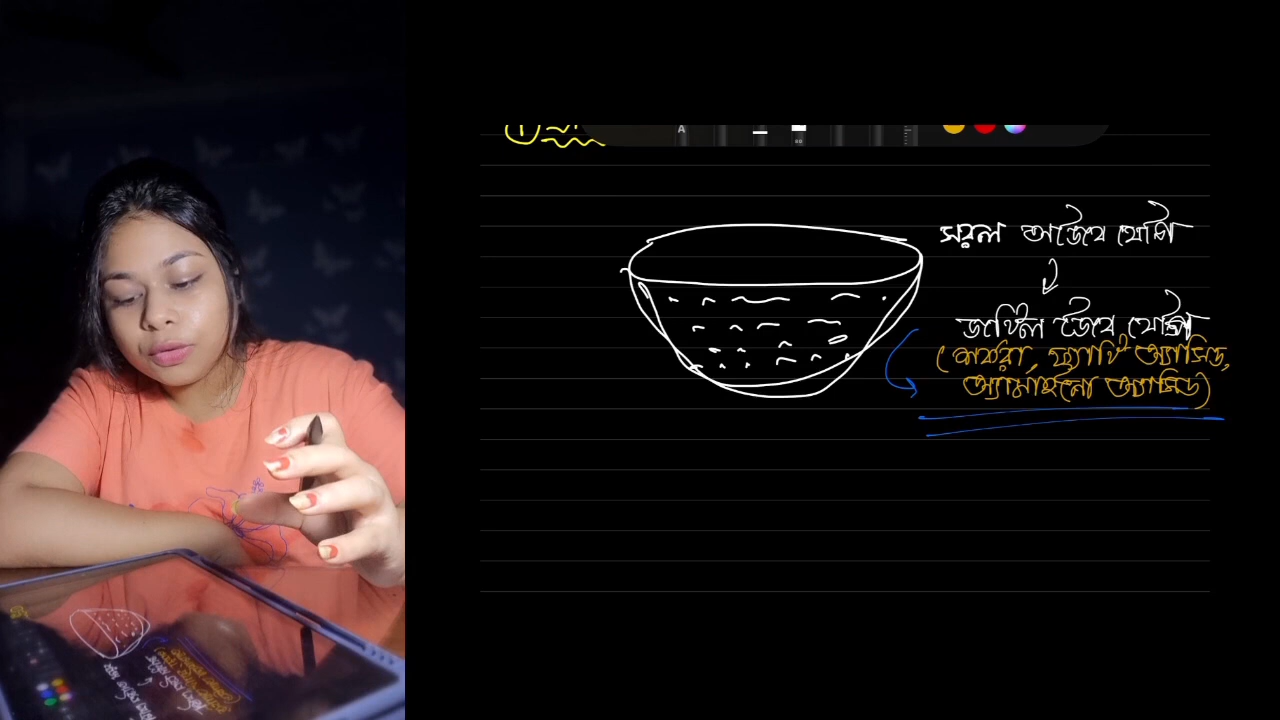 সরল অজৈব যৌগ
জটিল জৈব যৌগ
(শর্করা, ফ্যাটি অ্যাসিড,
অ্যামাইনো অ্যাসিড)